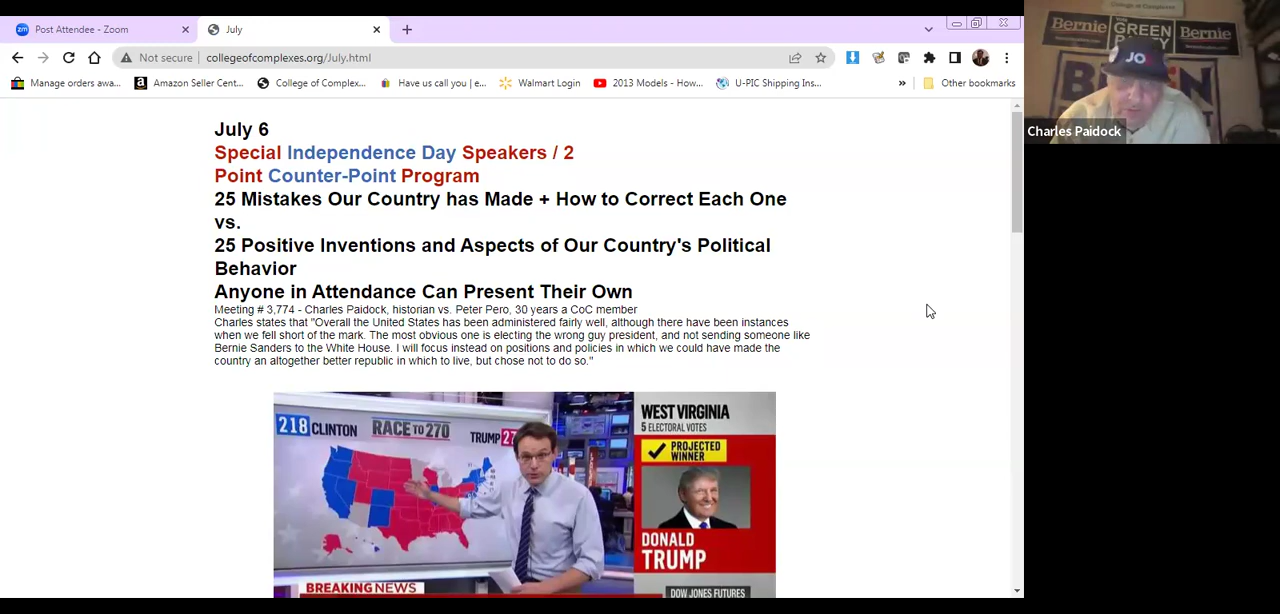 Post Attendee - Zoom
July
Not secure
collegeofcomplexes.org/July.html
Manage orders awa...
Amazon Seller Cent...
College of Complex...
Have us call you | e...
Walmart Login
2013 Models - How...
U-PIC Shipping Ins...
»
Other bookmarks
July 6
Special Independence Day Speakers / 2
Point Counter-Point Program
25 Mistakes Our Country has Made + How to Correct Each One
vs.
25 Positive Inventions and Aspects of Our Country's Political
Behavior
Anyone in Attendance Can Present Their Own
Meeting # 3,774 - Charles Paidock, historian vs. Peter Pero, 30 years a CoC member
Charles states that "Overall the United States has been administered fairly well, although there have been instances
when we fell short of the mark. The most obvious one is electing the wrong guy president, and not sending someone like
Bernie Sanders to the White House. I will focus instead on positions and policies in which we could have made the
country an altogether better republic in which to live, but chose not to do so."
218 CLINTON
RACE TO 270
TRUMP
WEST VIRGINIA
5 ELECTORAL VOTES
PROJECTED
WINNER
DONALD
TRUMP
BREAKING NEWS
DOW JONES FUTURES
College of Complexes
Bernie
GREEN
Bernie
JO
Charles Paidock